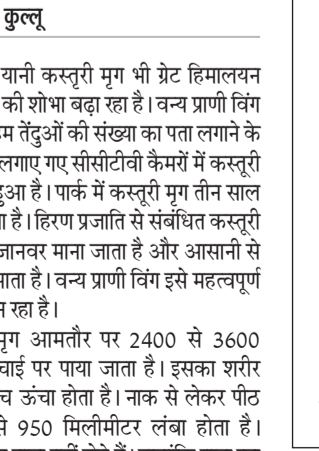 कुल्लू
यानी कस्तूरी मृग भी ग्रेट हिमालयन
की शोभा बढ़ा रहा है। वन्य प्राणी विंग
तेंदुओं की संख्या का पता लगाने के
लगाए गए सीसीटीवी कैमरों में कस्तूरी
हुआ है। पार्क में कस्तूरी मृग तीन साल
है। हिरण प्रजाति से संबंधित कस्तूरी
जानवर माना जाता है और आसानी से
है। वन्य प्राणी विंग इसे महत्वपूर्ण
रहा है।
मृग आमतौर पर 2400 से 3600
पर पाया जाता है। इसका शरीर
ऊंचा होता है। नाक से लेकर पीठ
से 950 मिलीमीटर लंबा होता है।